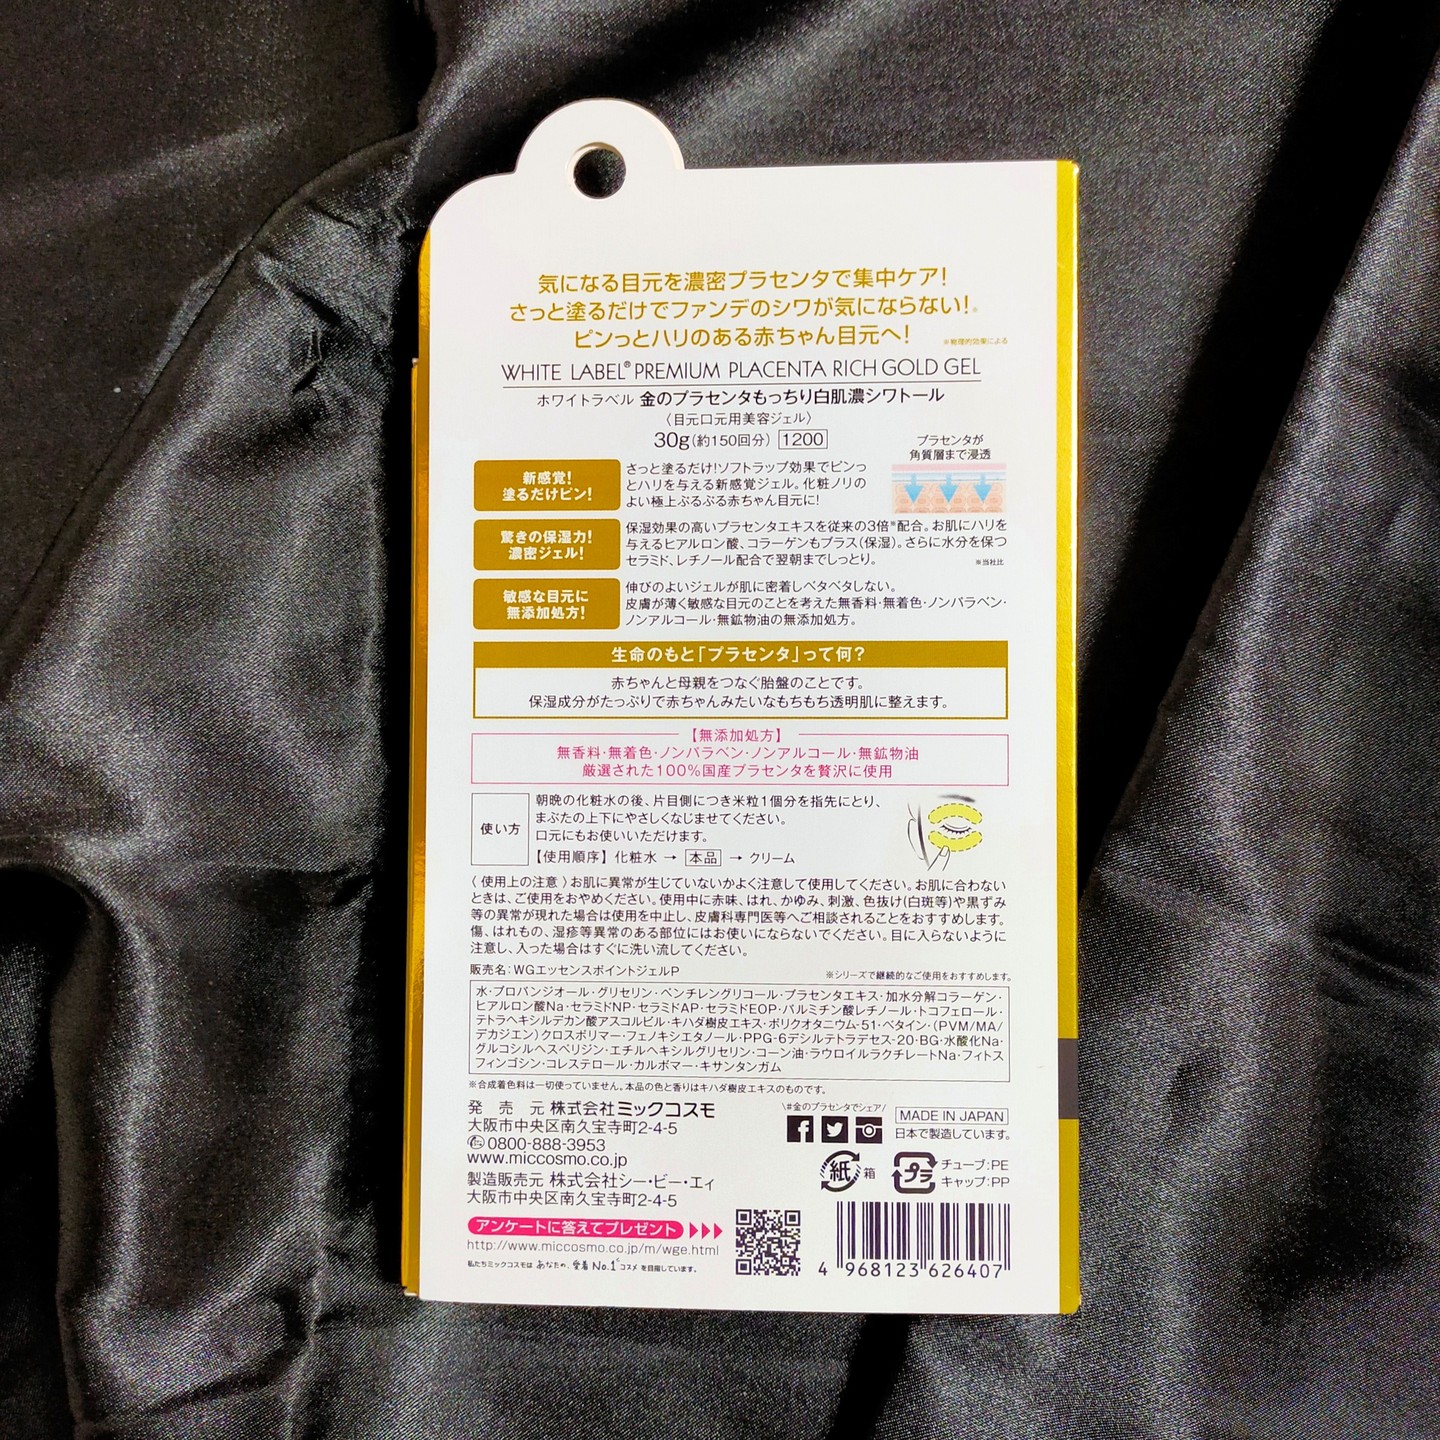 気になる目元を濃密プラセンタで集中ケア!
さっと塗るだけでファンデのシワが気にならない!※
ピンっとハリのある赤ちゃん目元へ!
※物理的効果による
WHITE LABEL® PREMIUM PLACENTA RICH GOLD GEL
ホワイトラベル 金のプラセンタもっちり白肌濃シワトール
〈目元口元用美容ジェル〉
30g(約150回分) 1200
プラセンタが
角質層まで浸透
新感覚!
塗るだけピン!
さっと塗るだけ!ソフトラップ効果でピンっ
とハリを与える新感覚ジェル。化粧ノリの
よい極上ぷるぷる赤ちゃん目元に!
驚きの保湿力!
濃密ジェル!
保湿効果の高いプラセンタエキスを従来の3倍※配合。お肌にハリを
与えるヒアルロン酸、コラーゲンもプラス(保湿)。さらに水分を保つ
セラミド、レチノール配合で翌朝までしっとり。
※当社比
敏感な目元に
無添加処方!
伸びのよいジェルが肌に密着しベタベタしない。
皮膚が薄く敏感な目元のことを考えた無香料・無着色・ノンパラベン・
ノンアルコール・無鉱物油の無添加処方。
生命のもと「プラセンタ」って何?
赤ちゃんと母親をつなぐ胎盤のことです。
保湿成分がたっぷりで赤ちゃんみたいなもちもち透明肌に整えます。
【無添加処方】
無香料・無着色・ノンパラベン・ノンアルコール・無鉱物油
厳選された100%国産プラセンタを贅沢に使用
使い方
朝晩の化粧水の後、片目側につき米粒1個分を指先にとり、
まぶたの上下にやさしくなじませてください。
口元にもお使いいただけます。
【使用順序】化粧水 → 本品 → クリーム
〈 使用上の注意 〉お肌に異常が生じていないかよく注意して使用してください。お肌に合わない
ときは、ご使用をおやめください。使用中に赤味、はれ、かゆみ、刺激、色抜け(白斑等)や黒ずみ
等の異常が現れた場合は使用を中止し、皮膚科専門医等へご相談されることをおすすめします。
傷、はれもの、湿疹等異常のある部位にはお使いにならないでください。目に入らないように
注意し、入った場合はすぐに洗い流してください。
販売名:WGエッセンスポイントジェルP
※シリーズで継続的なご使用をおすすめします。
水・プロパンジオール・グリセリン・ペンチレングリコール・プラセンタエキス・加水分解コラーゲン・
ヒアルロン酸Na・セラミドNP・セラミドAP・セラミドEOP・パルミチン酸レチノール・トコフェロール・
テトラヘキシルデカン酸アスコルビル・キハダ樹皮エキス・ポリクオタニウム-51・ベタイン・(PVM/MA/
デカジエン)クロスポリマー・フェノキシエタノール・PPG-6デシルテトラデセス-20・BG・水酸化Na・
グルコシルヘスペリジン・エチルヘキシルグリセリン・コーン油・ラウロイルラクチレートNa・フィトス
フィンゴシン・コレステロール・カルボマー・キサンタンガム
※合成着色料は一切使っていません。本品の色と香りはキハダ樹皮エキスのものです。
発 売 元 株式会社ミックコスモ
大阪市中央区南久宝寺町2-4-5
0800-888-3953
www.miccosmo.co.jp
製造販売元 株式会社シー・ビー・エィ
大阪市中央区南久宝寺町2-4-5
\#金のプラセンタでシェア/
MADE IN JAPAN
日本で製造しています。
紙 箱
プラ
チューブ:PE
キャップ:PP
アンケートに答えてプレゼント
http://www.miccosmo.co.jp/m/wge.html
私たちミックコスモは あなたの、愛着No.1コスメ を目指しています。
4 968123 626407